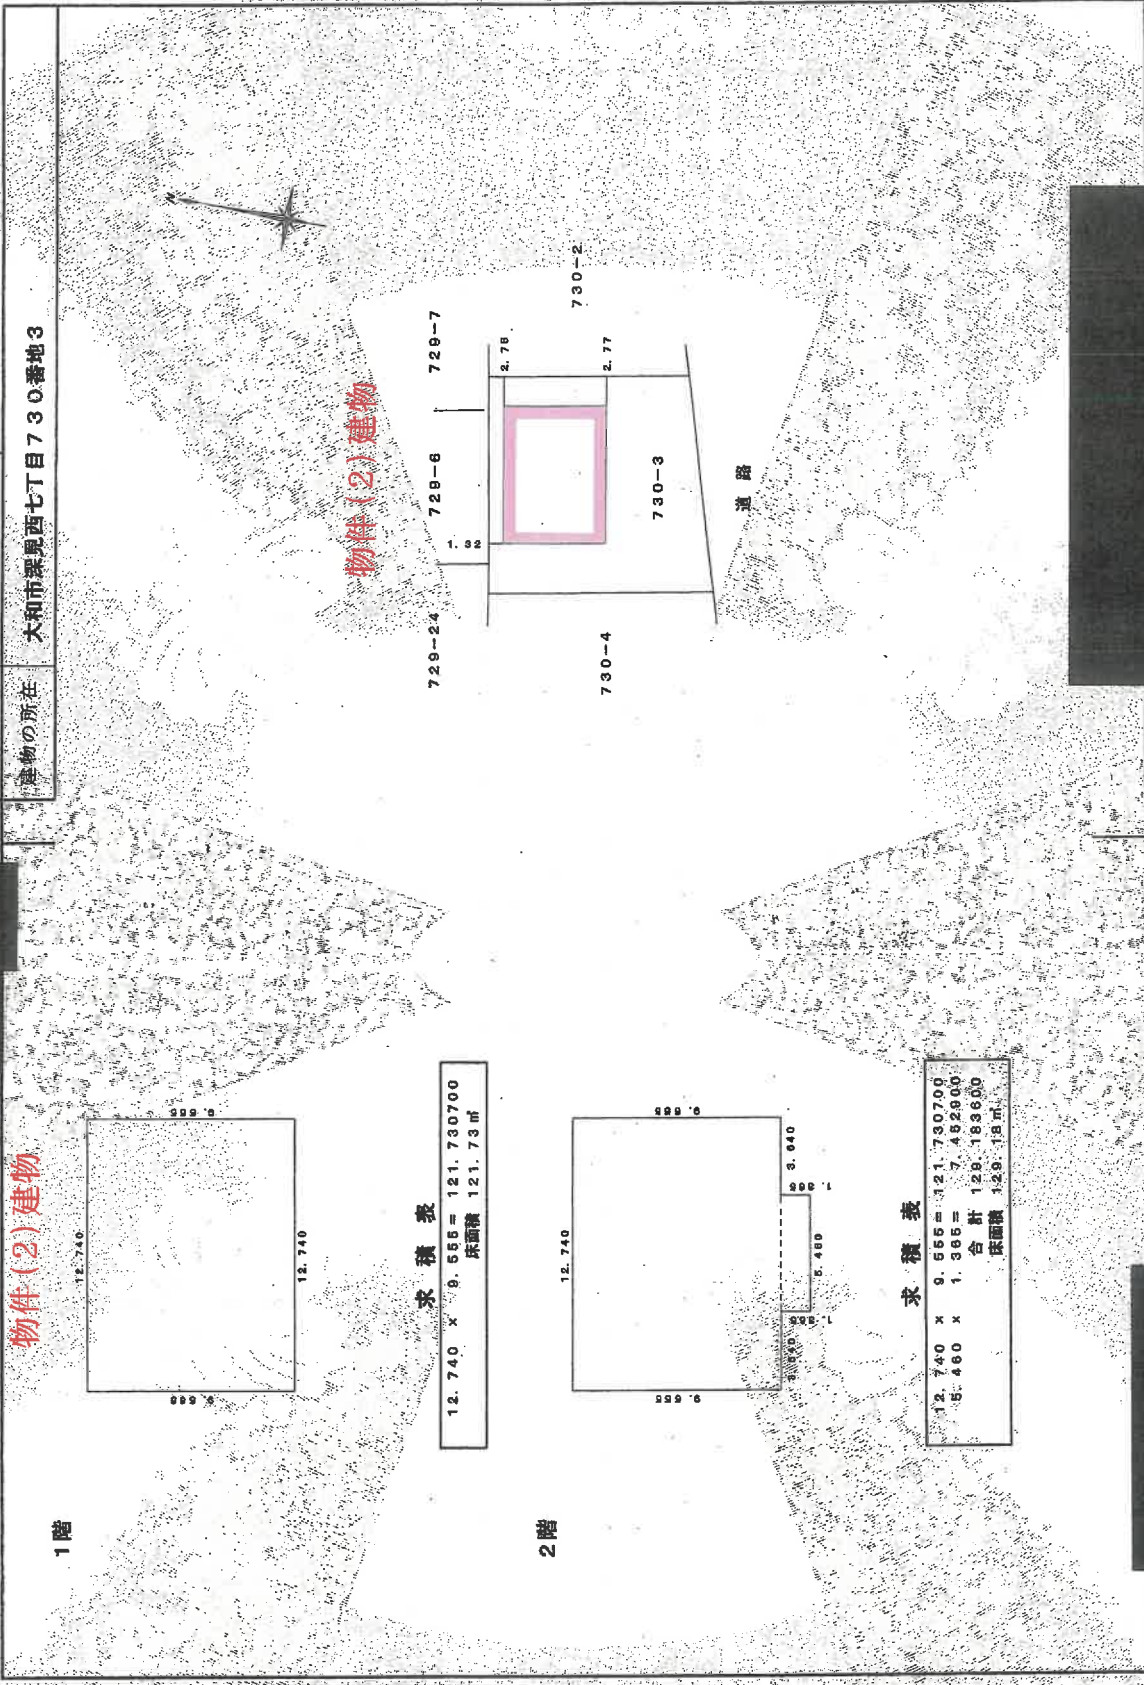 建物の所在
大和市深見西七丁目730番地3
物件(2)建物
1階
12.740
9.555
9.555
12.740
求積表
12.740 x 9.555= 121.730700
床面積 121.73㎡
2階
12.740
9.555
9.555
3.640
1.365
5.460
1.365
3.640
求積表
12.740 x 9.555= 121.730700
5.460 x 1.365= 7.452900
合計 129.183600
床面積 129.18㎡
N
物件(2)建物
729-24
729-6
729-7
1.32
2.78
2.77
730-2
730-4
730-3
道路